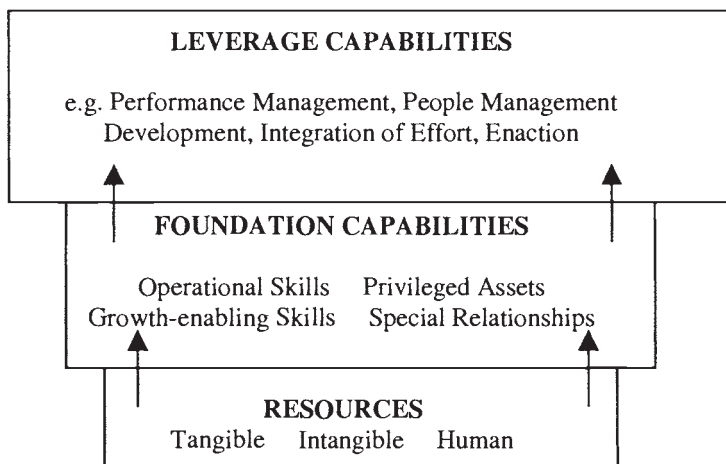 LEVERAGE CAPABILITIES
e.g. Performance Management, People Management
Development, Integration of Effort, Enaction
FOUNDATION CAPABILITIES
Operational Skills Privileged Assets
Growth-enabling Skills Special Relationships
RESOURCES
Tangible Intangible Human